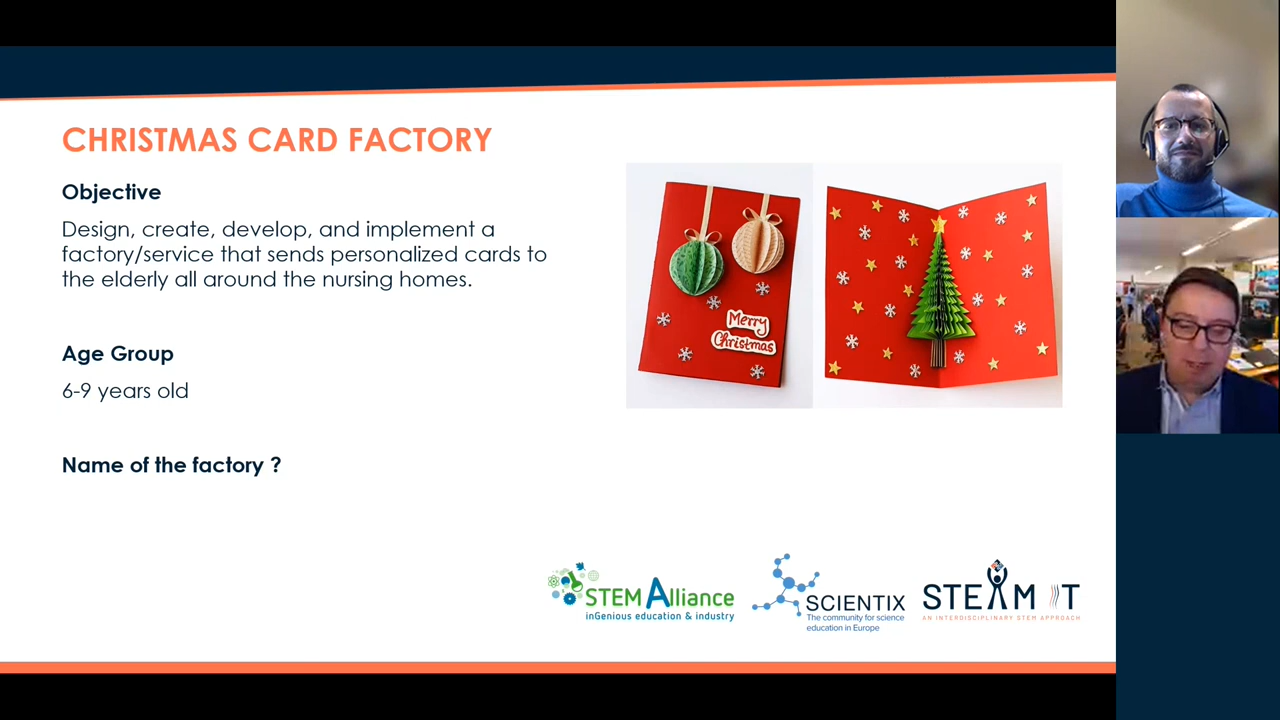 CHRISTMAS CARD FACTORY
Objective
Design, create, develop, and implement a
factory/service that sends personalized cards to
the elderly all around the nursing homes.
Age Group
6-9 years old
Name of the factory ?
Merry
Christmas
STEM Alliance
inGenious education & industry
SCIENTIX
The community for science
education in Europe
STEAM IT
AN INTERDISCIPLINARY STEM APPROACH